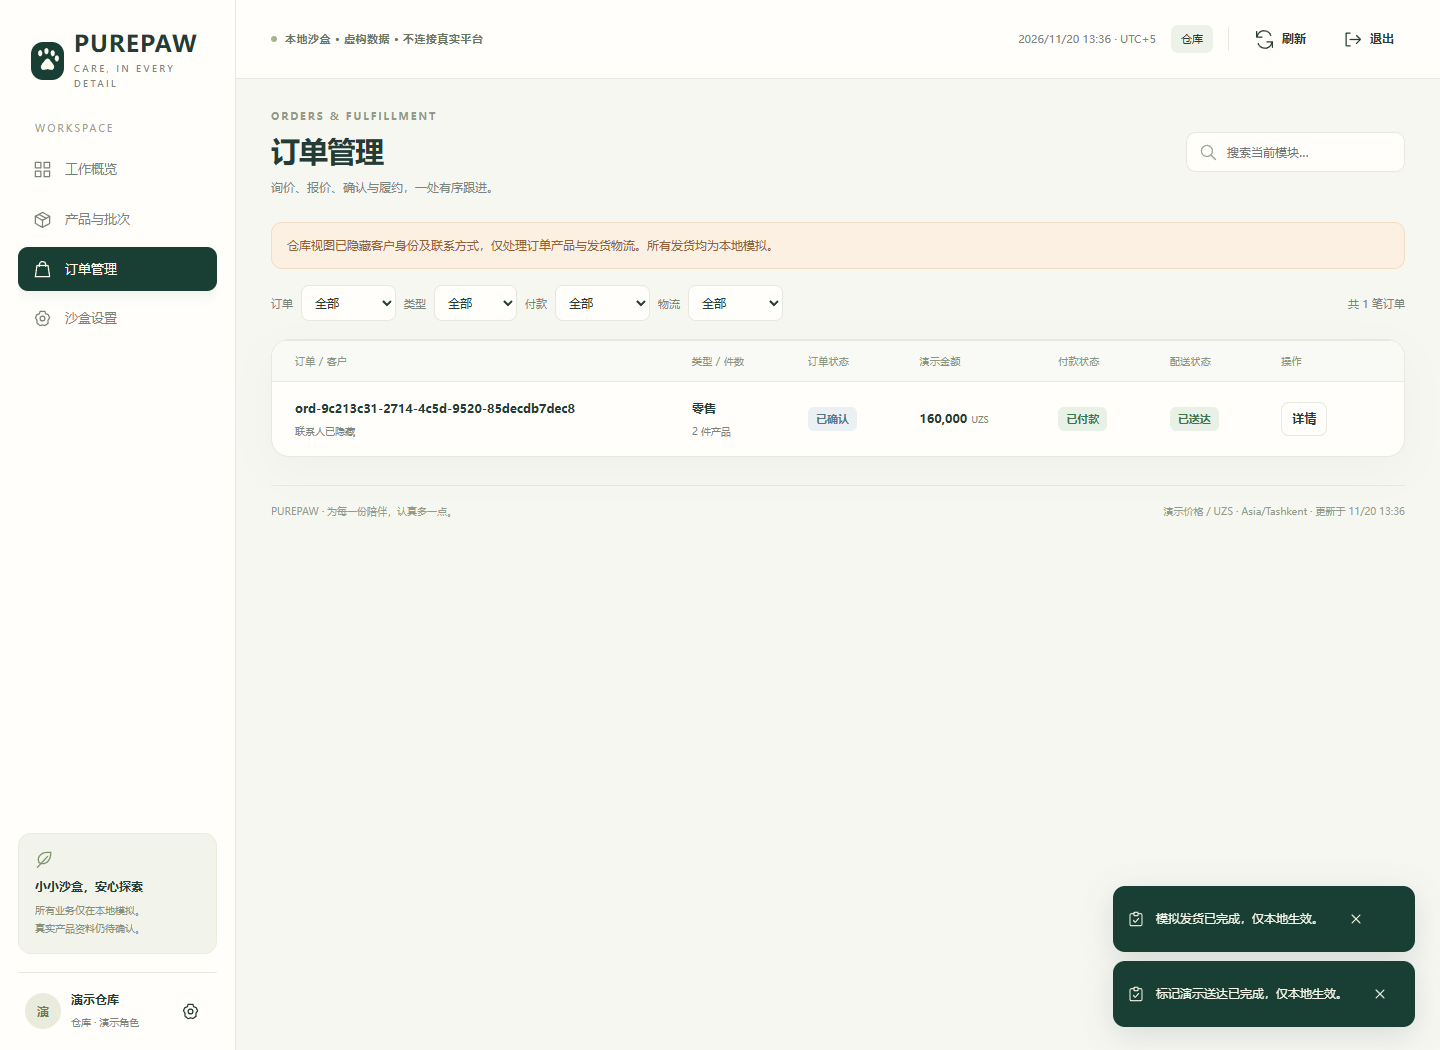 PUREPAW
CARE, IN EVERY
DETAIL
WORKSPACE
工作概览
产品与批次
订单管理
沙盒设置
小小沙盒，安心探索
所有业务仅在本地模拟。
真实产品资料仍待确认。
演
演示仓库
仓库 · 演示角色
本地沙盒 • 虚构数据 • 不连接真实平台
2026/11/20 13:36 · UTC+5
仓库
刷新
退出
ORDERS & FULFILLMENT
订单管理
询价、报价、确认与履约，一处有序跟进。
搜索当前模块...
仓库视图已隐藏客户身份及联系方式，仅处理订单产品与发货物流。所有发货均为本地模拟。
订单 全部 类型 全部 付款 全部 物流 全部
共 1 笔订单
订单 / 客户 类型 / 件数 订单状态 演示金额 付款状态 配送状态 操作
ord-9c213c31-2714-4c5d-9520-85decdb7dec8
联系人已隐藏
零售
2 件产品
已确认
160,000 UZS
已付款
已送达
详情
PUREPAW · 为每一份陪伴，认真多一点。
演示价格 / UZS · Asia/Tashkent · 更新于 11/20 13:36
模拟发货已完成，仅本地生效。
标记演示送达已完成，仅本地生效。